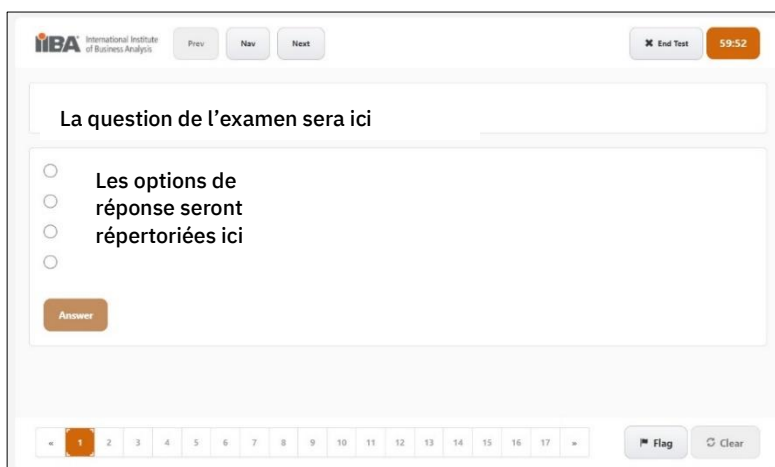 iiBA International Institute
of Business Analysis
Prev Nav Next
End Test 59:52
La question de l’examen sera ici
Les options de
réponse seront
répertoriées ici
Answer
« 1 2 3 4 5 6 7 8 9 10 11 12 13 14 15 16 17 »
Flag Clear